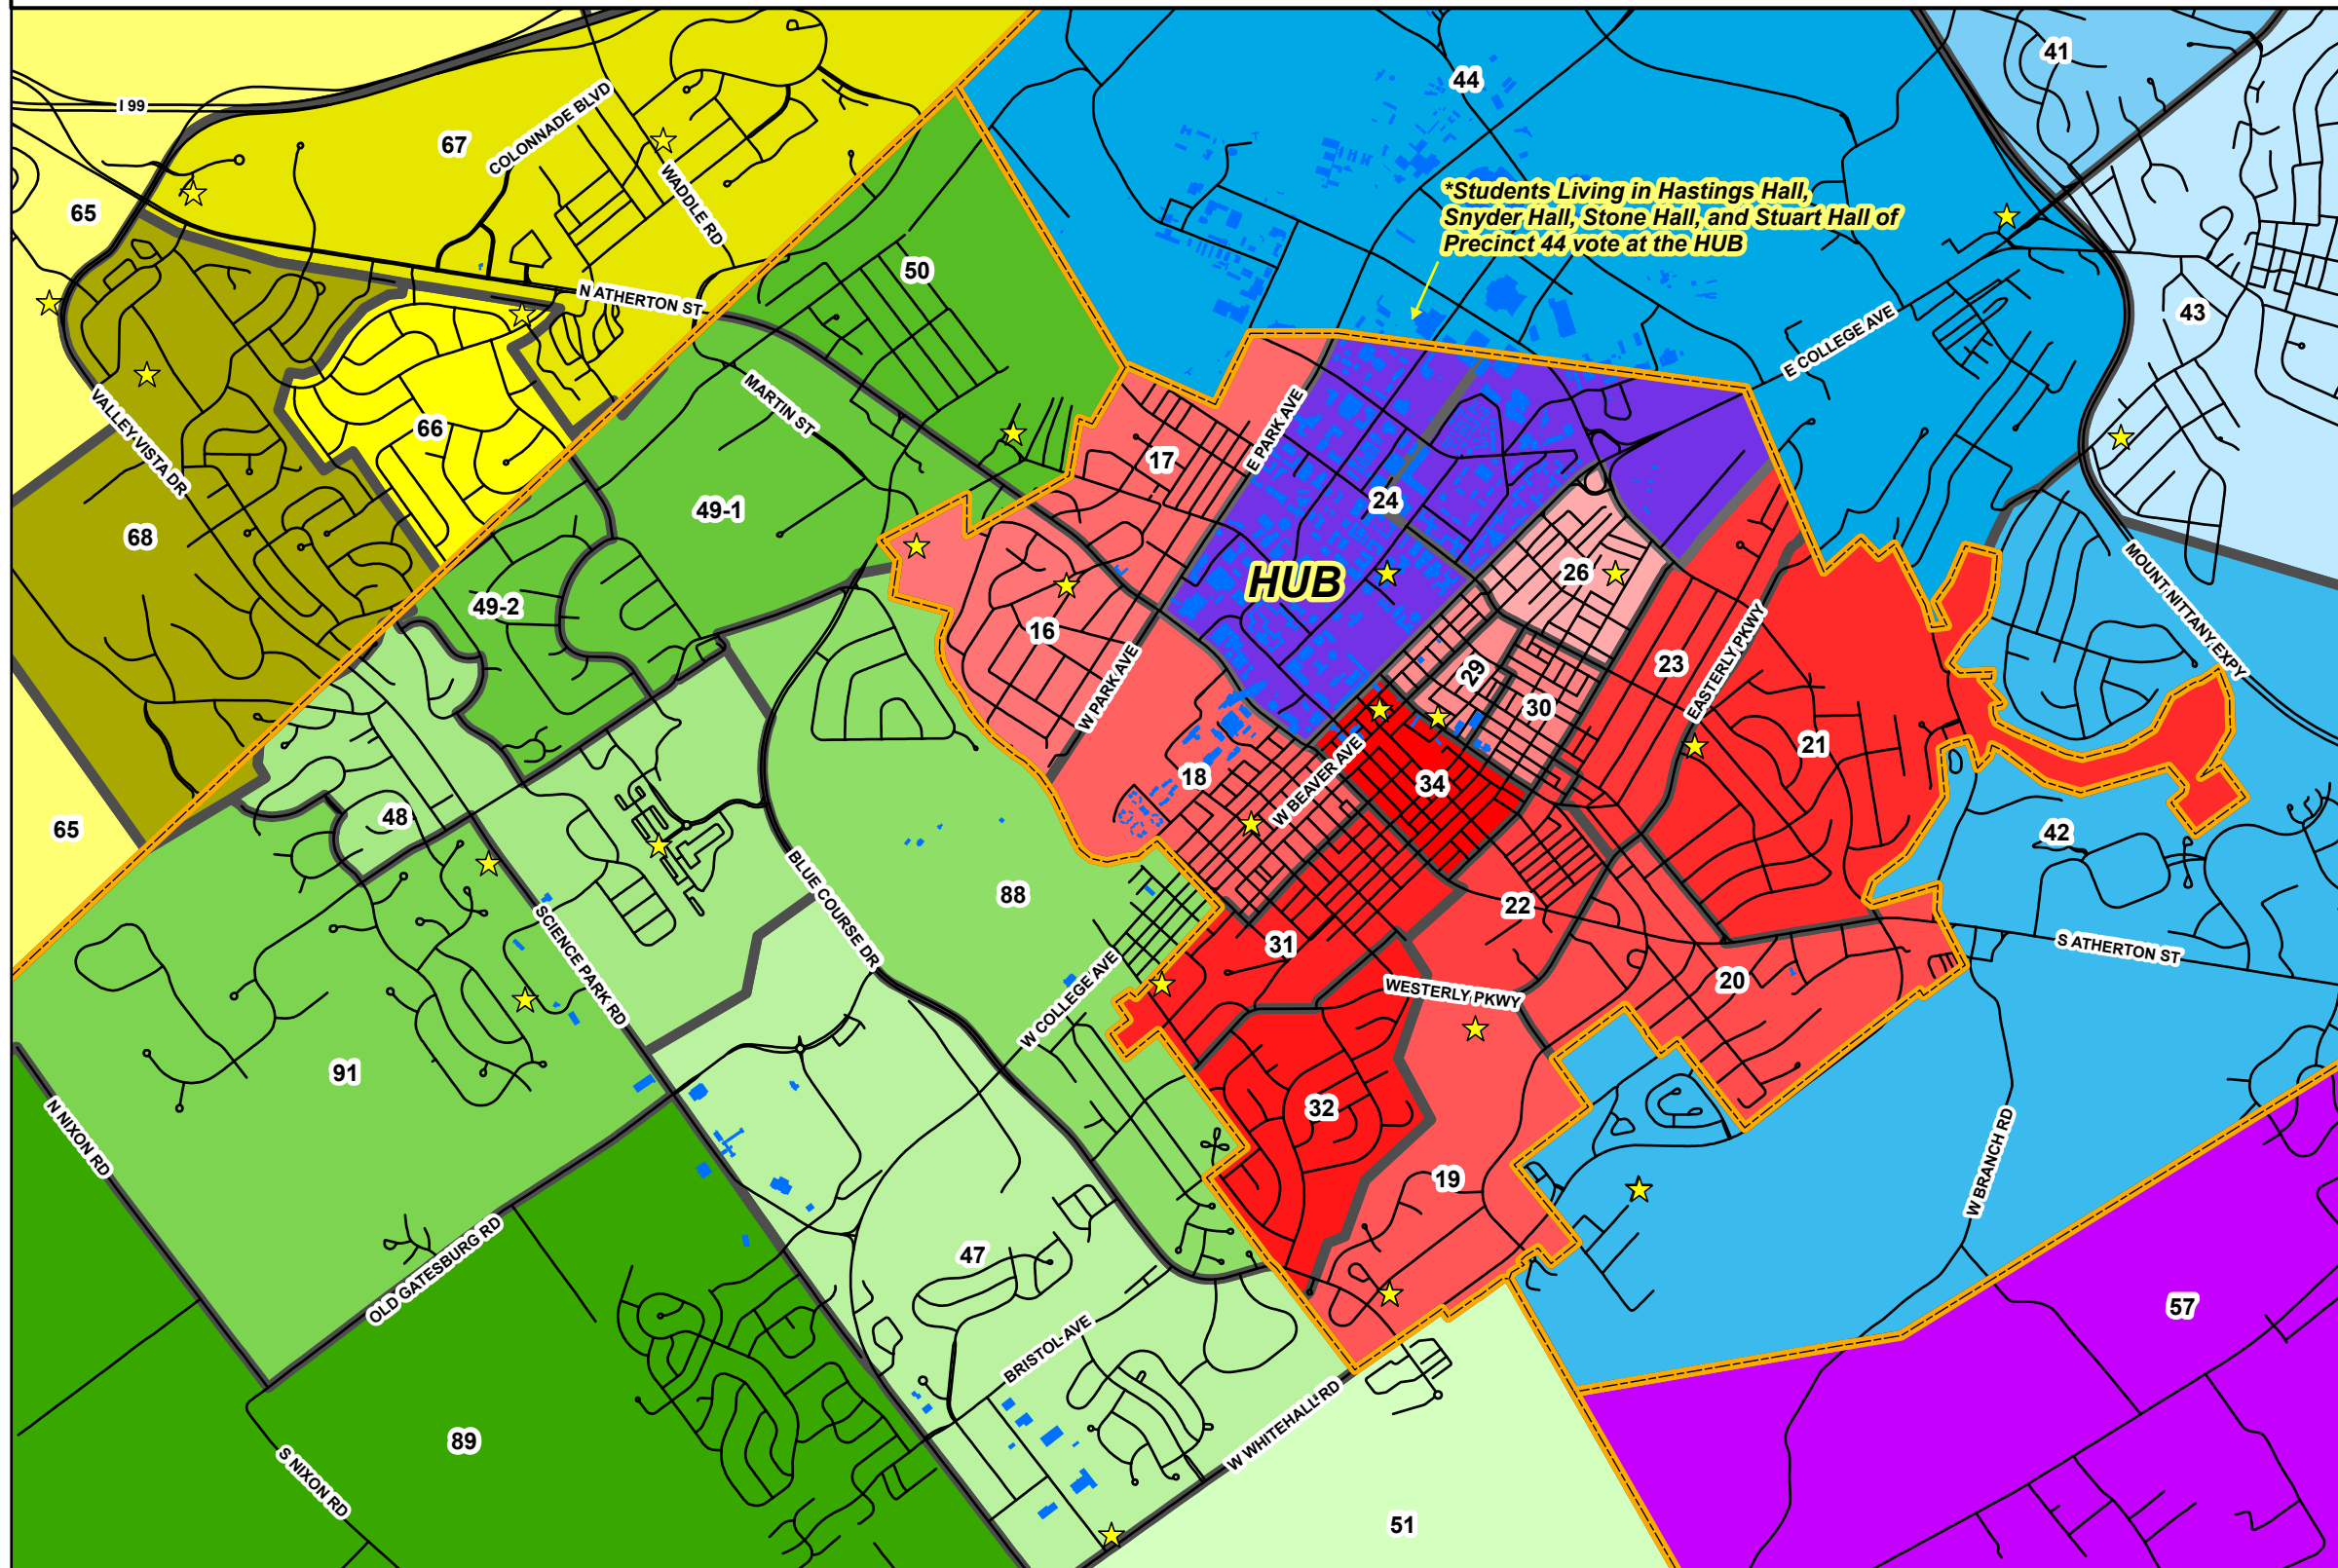 41
44
I 99
COLONNADE BLVD
67
*Students Living in Hastings Hall,
Snyder Hall, Stone Hall, and Stuart Hall of
Precinct 44 vote at the HUB
WADDLE RD
65
50
N ATHERTON ST
43
E COLLEGE AVE
MARTIN ST
E PARK AVE
66
VALLEY VISTA DR
17
24
49-1
68
HUB
26
MOUNT NITTANY EXPY
49-2
16
29
23
EASTERLY PKWY
W PARK AVE
30
21
18
W BEAVER AVE
34
48
65
42
BLUE COURSE DR
88
22
SCIENCE PARK RD
31
S ATHERTON ST
W COLLEGE AVE
WESTERLY PKWY
20
91
32
N NIXON RD
W BRANCH RD
19
OLD GATESBURG RD
47
57
BRISTOL AVE
W WHITEHALL RD
89
S NIXON RD
51